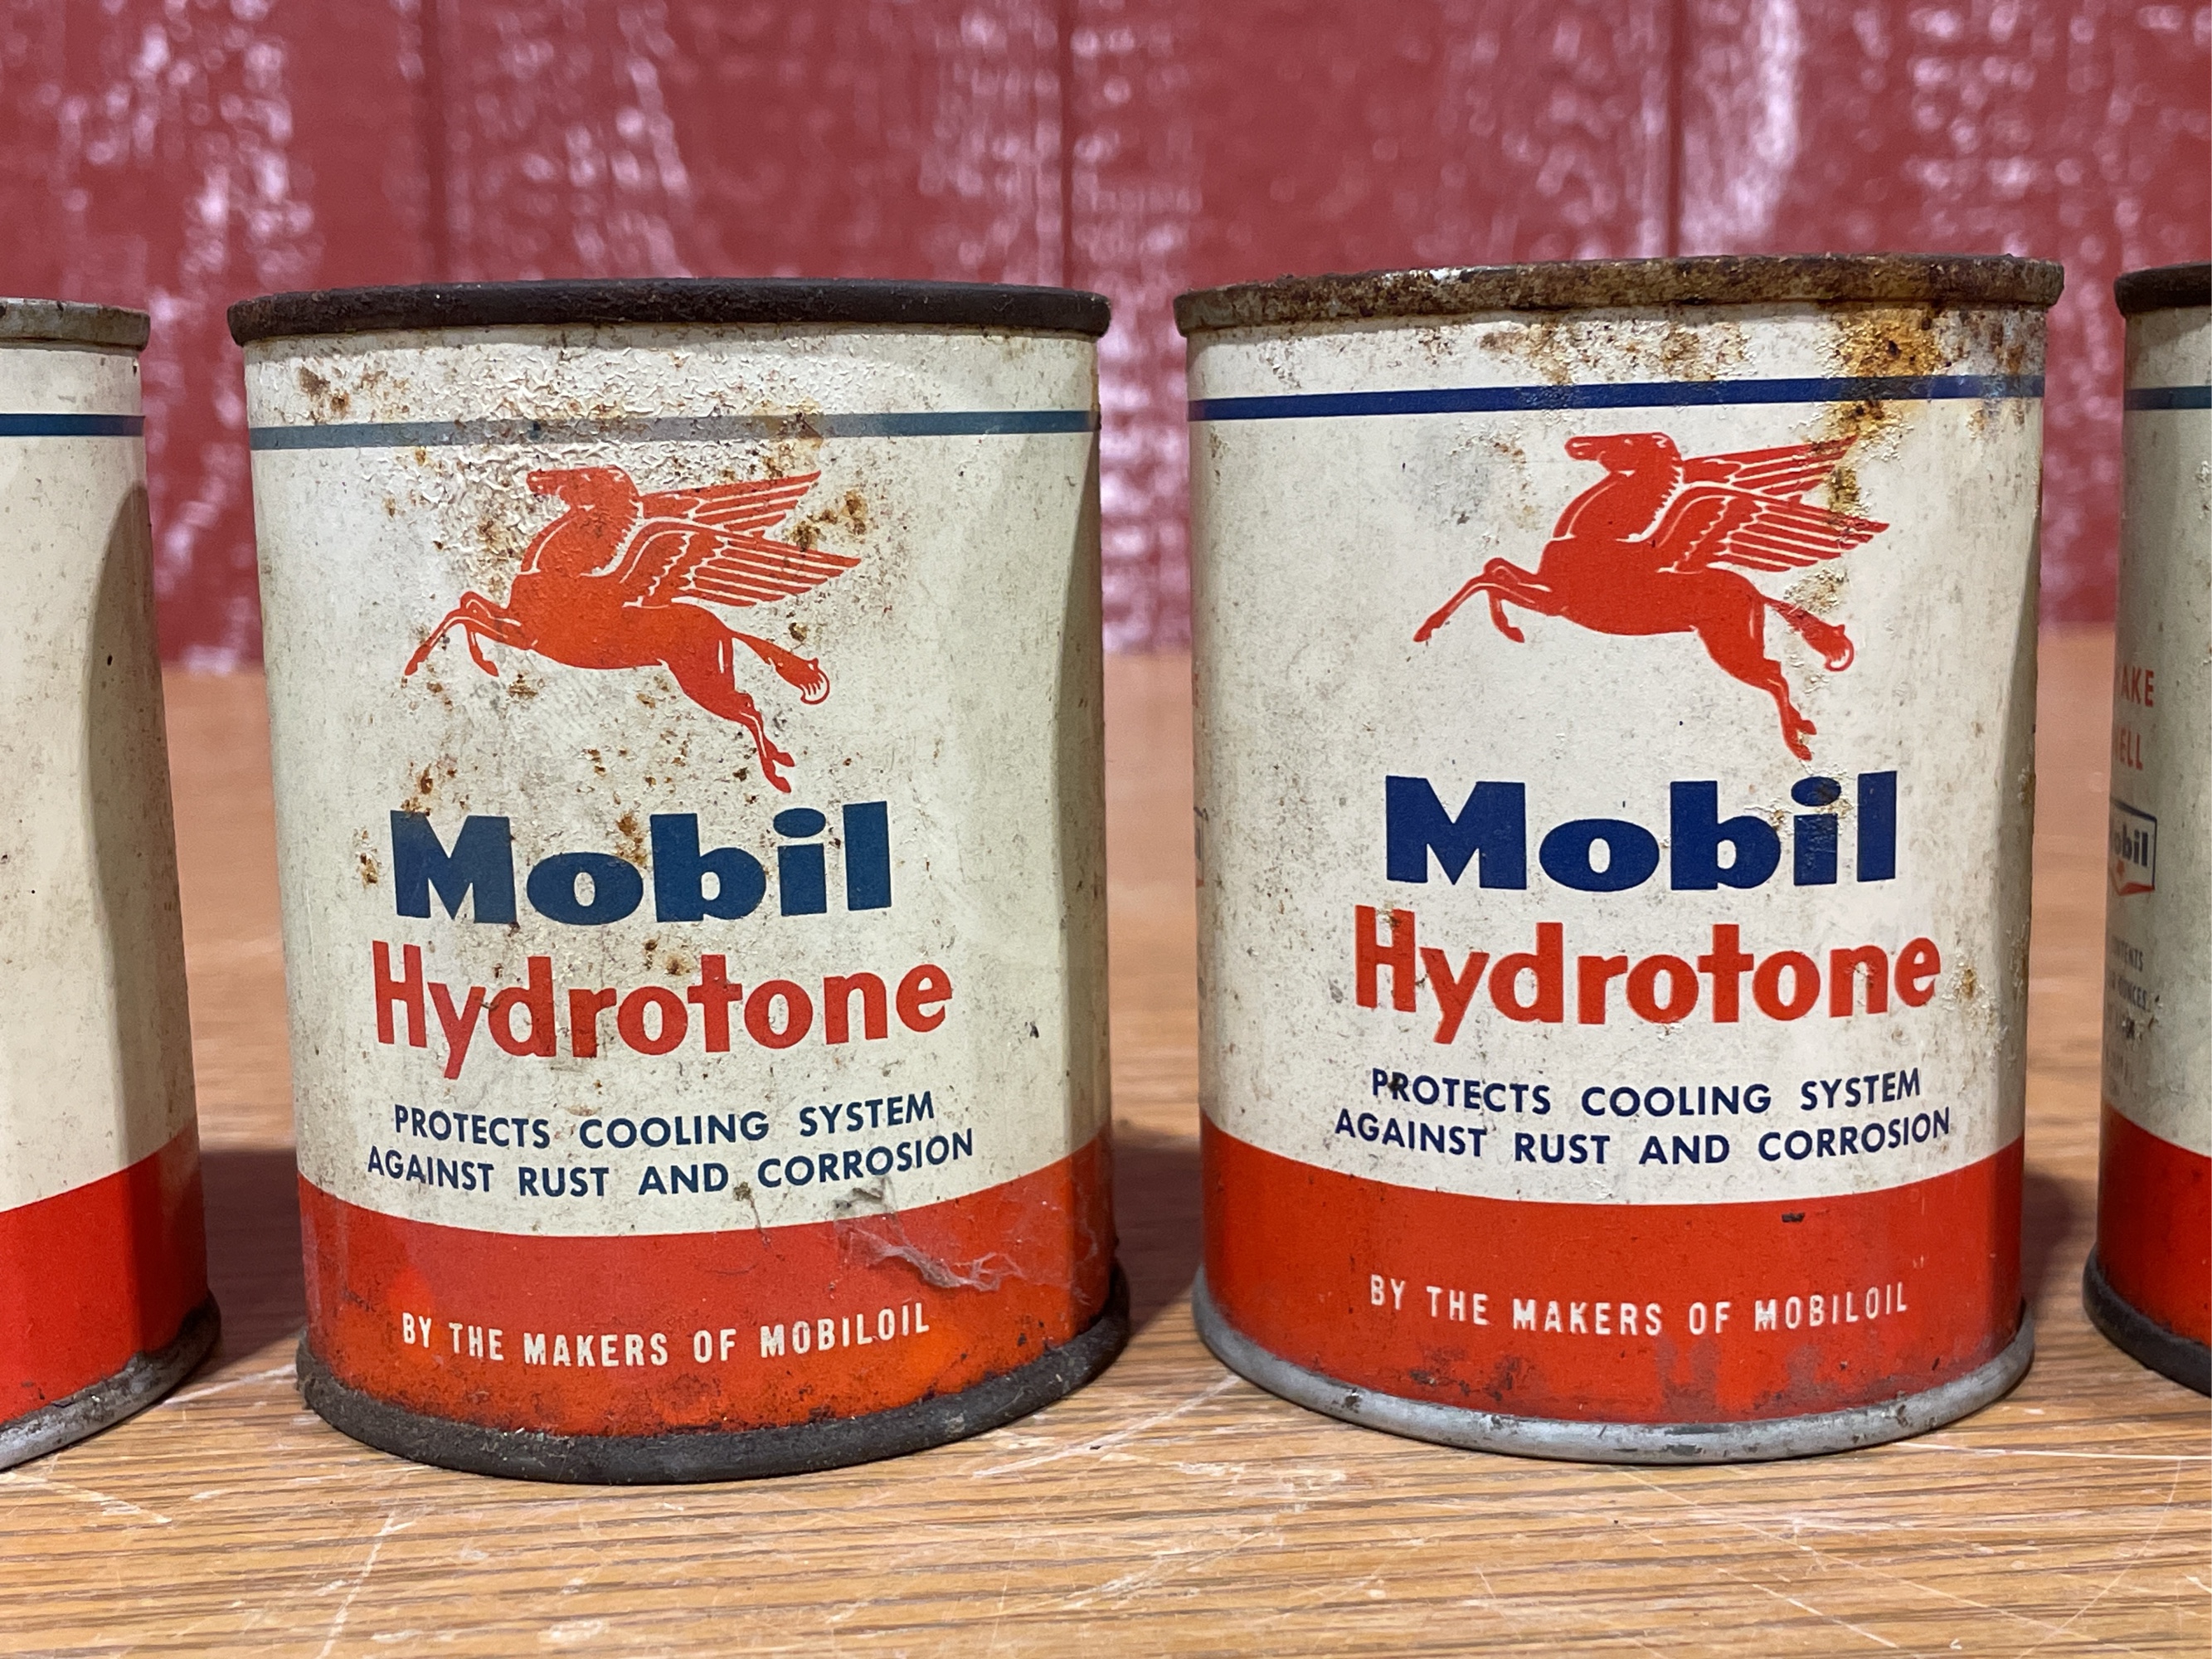 Mobil
Hydrotone
PROTECTS COOLING SYSTEM
AGAINST RUST AND CORROSION
BY THE MAKERS OF MOBILOIL
Mobil
Hydrotone
PROTECTS COOLING SYSTEM
AGAINST RUST AND CORROSION
BY THE MAKERS OF MOBILOIL